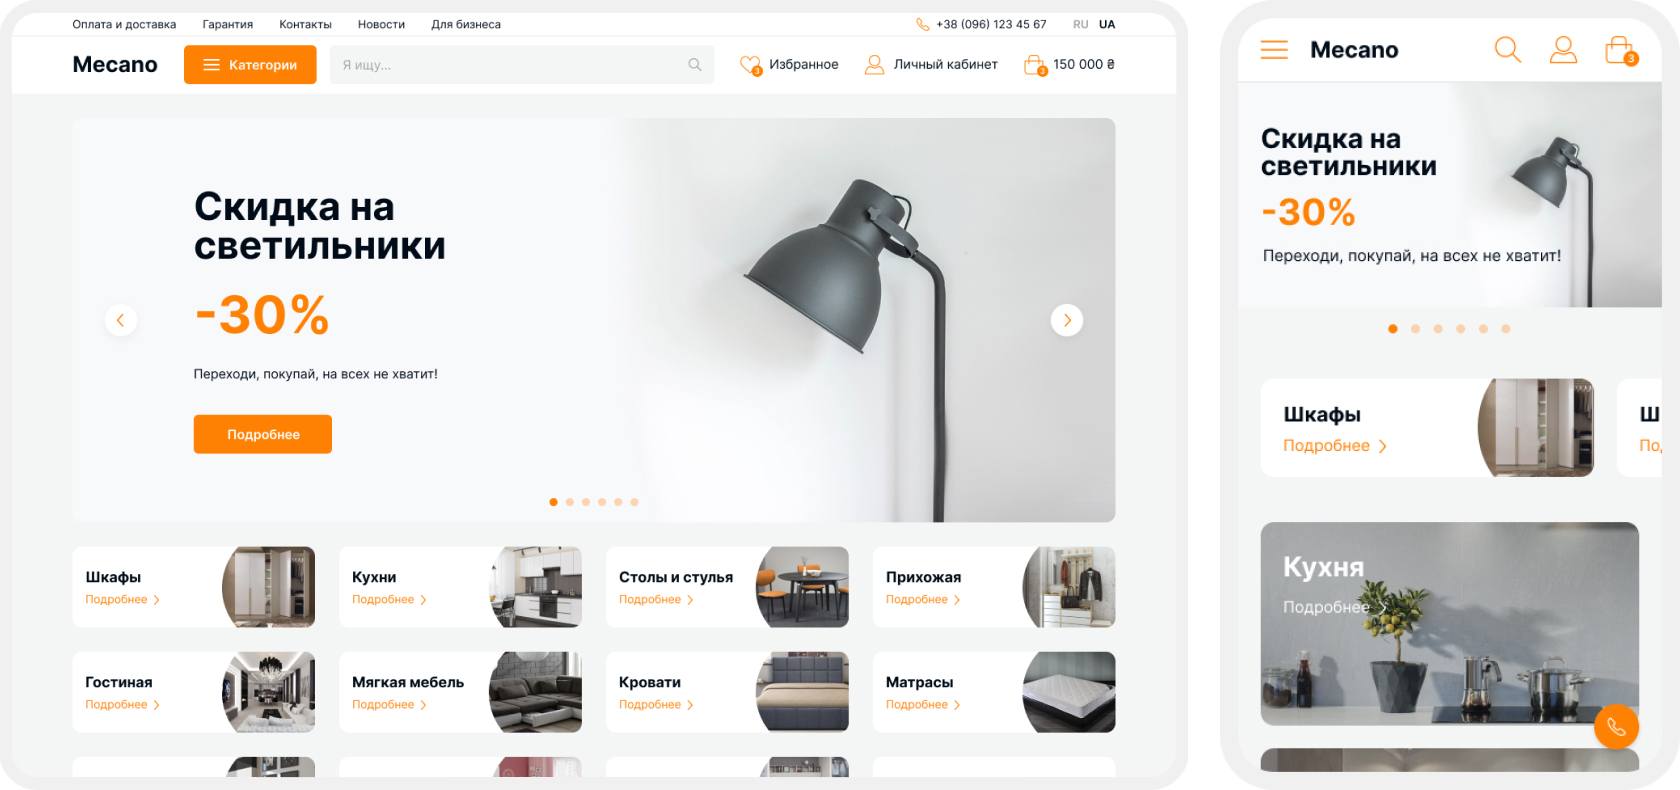 Оплата и доставка Гарантия Контакты Новости Для бизнеса +38 (096) 123 45 67 RU UA
Mecano Категории Я ищу... 3 Избранное Личный кабинет 3 150 000 ₴
Скидка на
светильники
-30%
Переходи, покупай, на всех не хватит!
Подробнее
Шкафы
Подробнее
Кухни
Подробнее
Столы и стулья
Подробнее
Прихожая
Подробнее
Гостиная
Подробнее
Мягкая мебель
Подробнее
Кровати
Подробнее
Матрасы
Подробнее
Mecano 3
Скидка на
светильники
-30%
Переходи, покупай, на всех не хватит!
Шкафы
Подробнее
Ш
По
Кухня
Подробнее